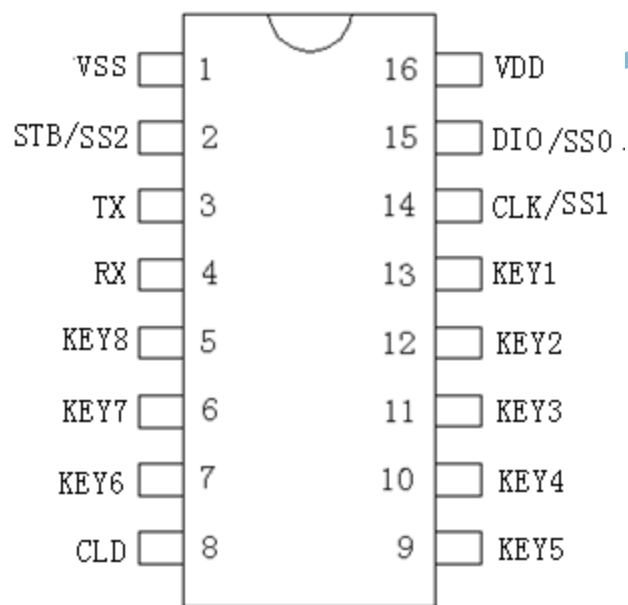 VSS 1 16 VDD
STB/SS2 2 15 DIO/SS0.
TX 3 14 CLK/SS1
RX 4 13 KEY1
KEY8 5 12 KEY2
KEY7 6 11 KEY3
KEY6 7 10 KEY4
CLD 8 9 KEY5